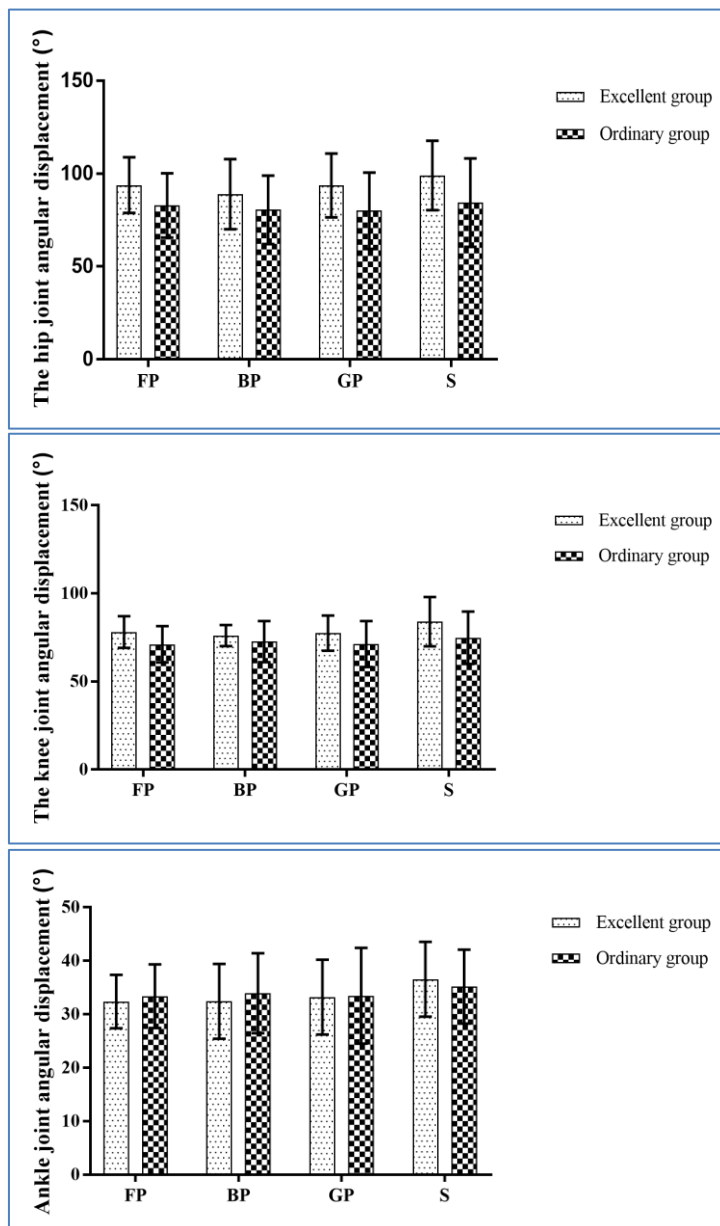 The hip joint angular displacement (°)
150
100
50
0
FP BP GP S
Excellent group
Ordinary group
The knee joint angular displacement (°)
150
100
50
0
FP BP GP S
Excellent group
Ordinary group
Ankle joint angular displacement (°)
50
40
30
20
10
0
FP BP GP S
Excellent group
Ordinary group